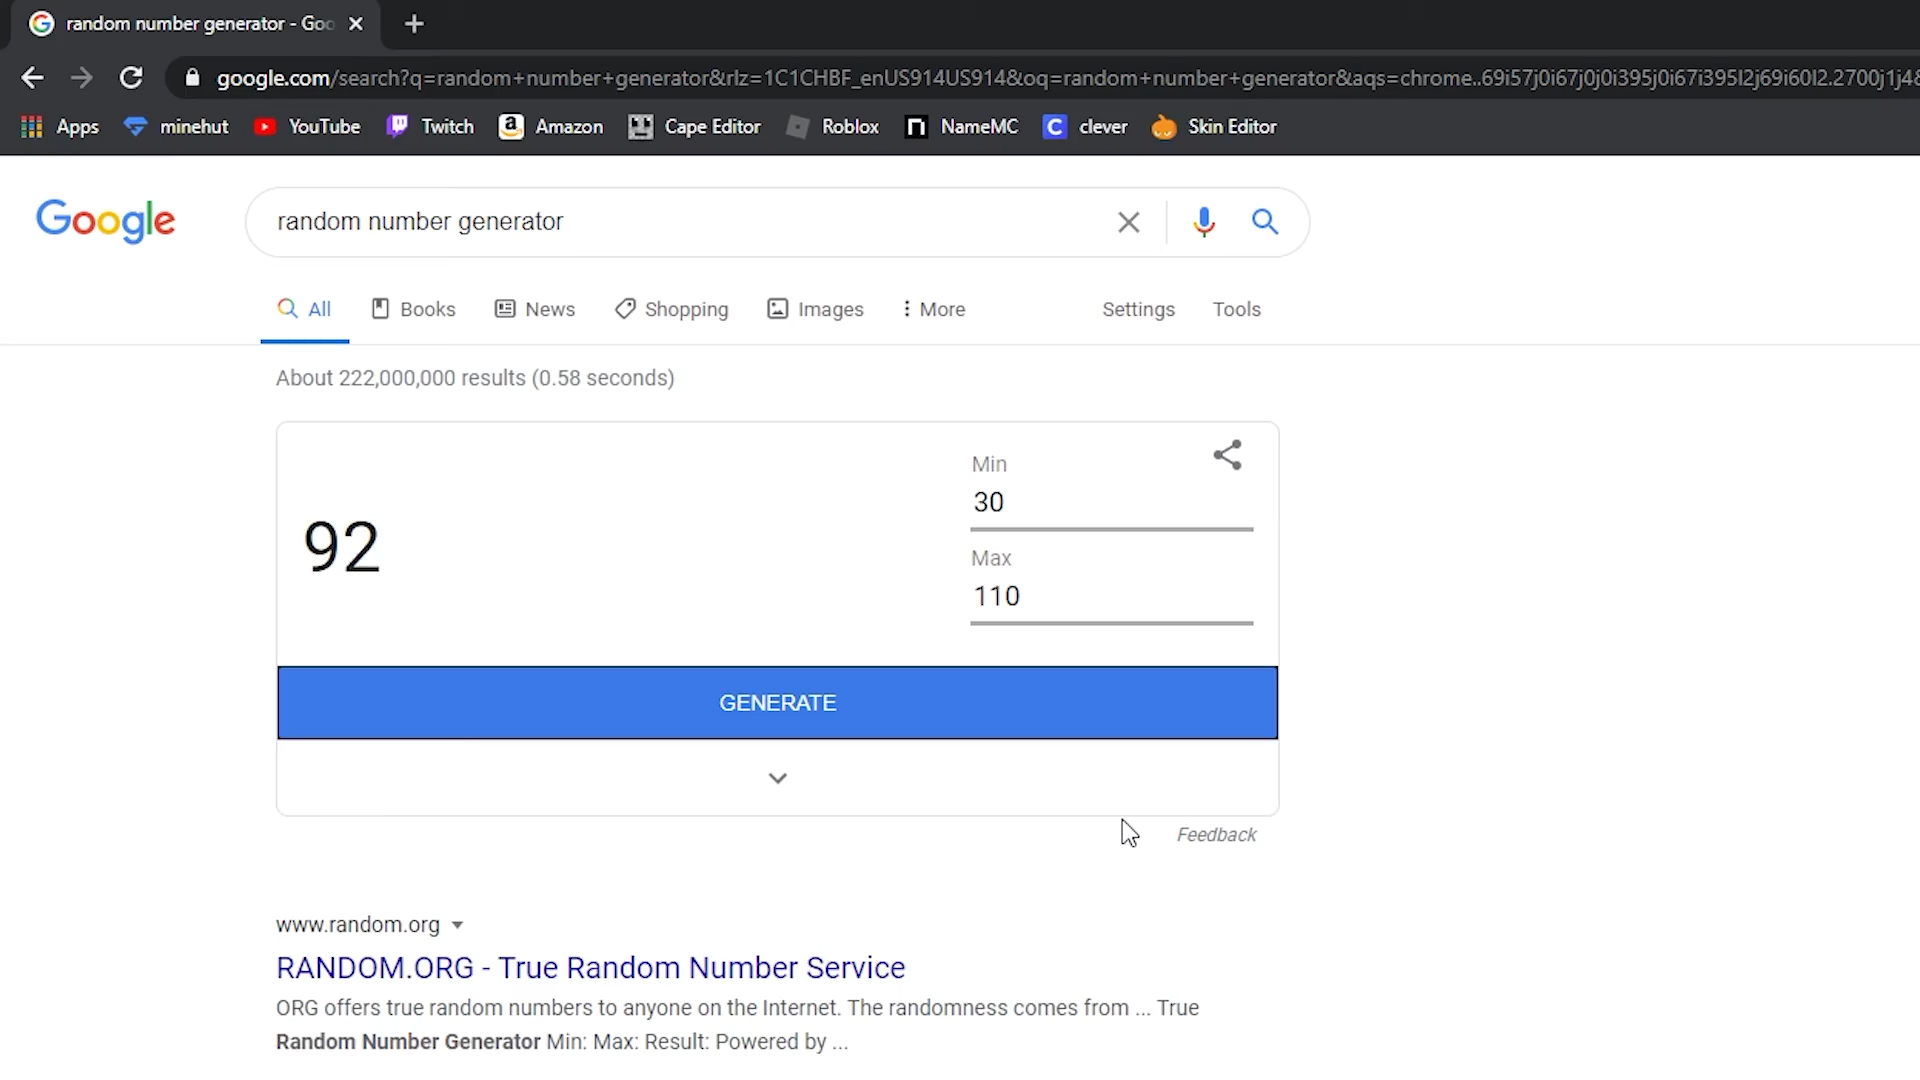 random number generator - Goo
google.com/search?q=random+number+generator&rlz=1C1CHBF_enUS914US914&oq=random+number+generator&aqs=chrome..69i57j0i67j0j0i395j0i67i395l2j69i60l2.2700j1j4&
Apps minehut YouTube Twitch Amazon Cape Editor Roblox NameMC clever Skin Editor
Google random number generator
All Books News Shopping Images More Settings Tools
About 222,000,000 results (0.58 seconds)
Min
30
92
Max
110
GENERATE
Feedback
www.random.org
RANDOM.ORG - True Random Number Service
ORG offers true random numbers to anyone on the Internet. The randomness comes from ... True
Random Number Generator Min: Max: Result: Powered by ...